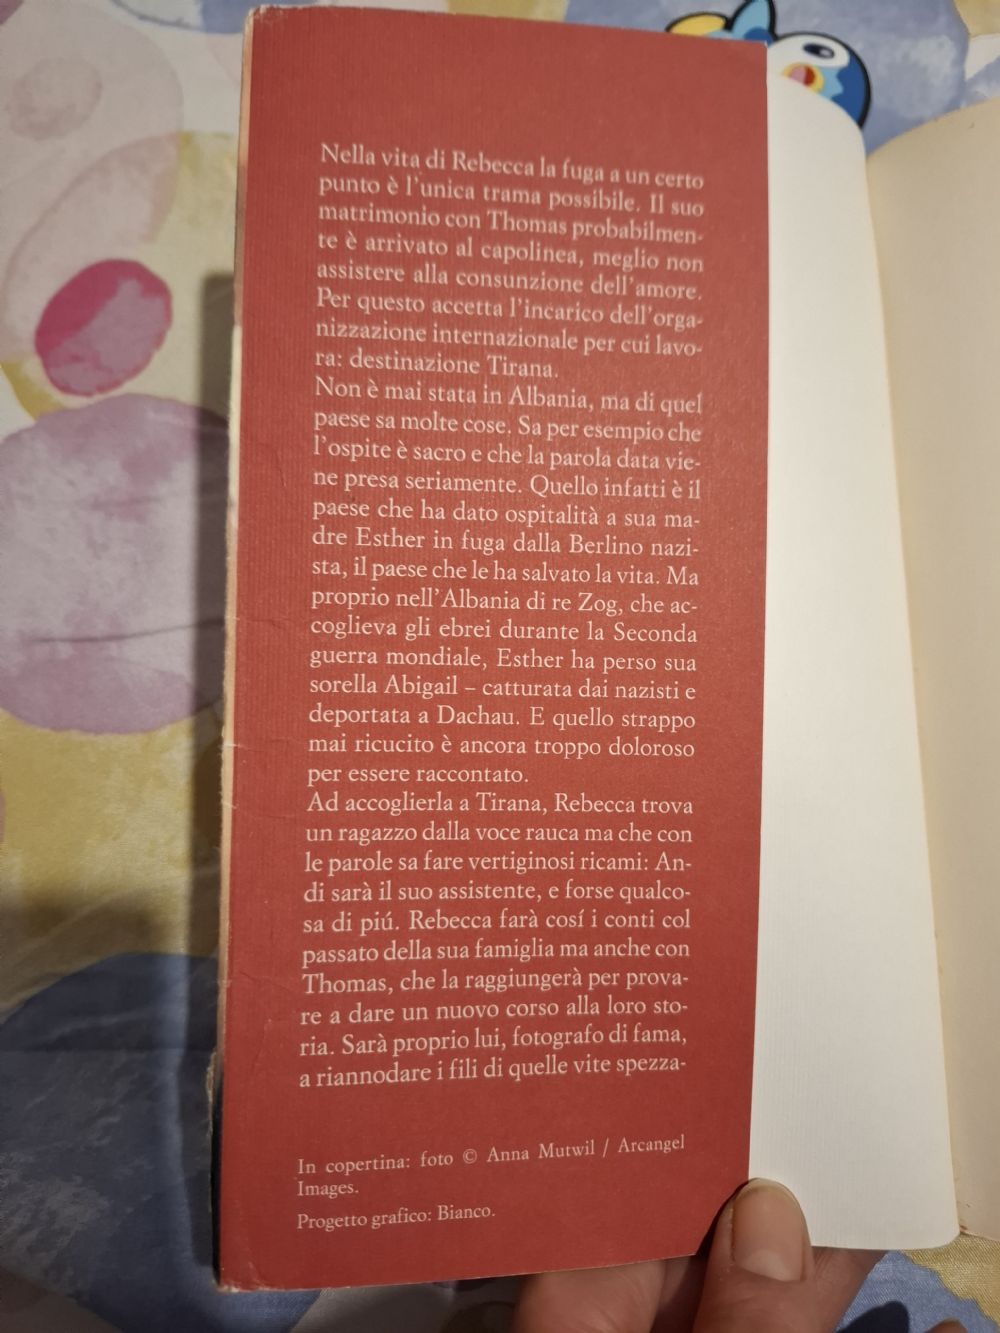 Nella vita di Rebecca la fuga a un certo
punto è l'unica trama possibile. Il suo
matrimonio con Thomas probabilmen-
te è arrivato al capolinea, meglio non
assistere alla consunzione dell'amore.
Per questo accetta l'incarico dell'orga-
nizzazione internazionale per cui lavo-
ra: destinazione Tirana.
Non è mai stata in Albania, ma di quel
paese sa molte cose. Sa per esempio che
l'ospite è sacro e che la parola data vie-
ne presa seriamente. Quello infatti è il
paese che ha dato ospitalità a sua ma-
dre Esther in fuga dalla Berlino nazi-
sta, il paese che le ha salvato la vita. Ma
proprio nell'Albania di re Zog, che ac-
coglieva gli ebrei durante la Seconda
guerra mondiale, Esther ha perso sua
sorella Abigail – catturata dai nazisti e
deportata a Dachau. E quello strappo
mai ricucito è ancora troppo doloroso
per essere raccontato.
Ad accoglierla a Tirana, Rebecca trova
un ragazzo dalla voce rauca ma che con
le parole sa fare vertiginosi ricami: An-
di sarà il suo assistente, e forse qualco-
sa di piú. Rebecca farà cosí i conti col
passato della sua famiglia ma anche con
Thomas, che la raggiungerà per prova-
re a dare un nuovo corso alla loro sto-
ria. Sarà proprio lui, fotografo di fama,
a riannodare i fili di quelle vite spezza-
In copertina: foto © Anna Mutwil / Arcangel
Images.
Progetto grafico: Bianco.